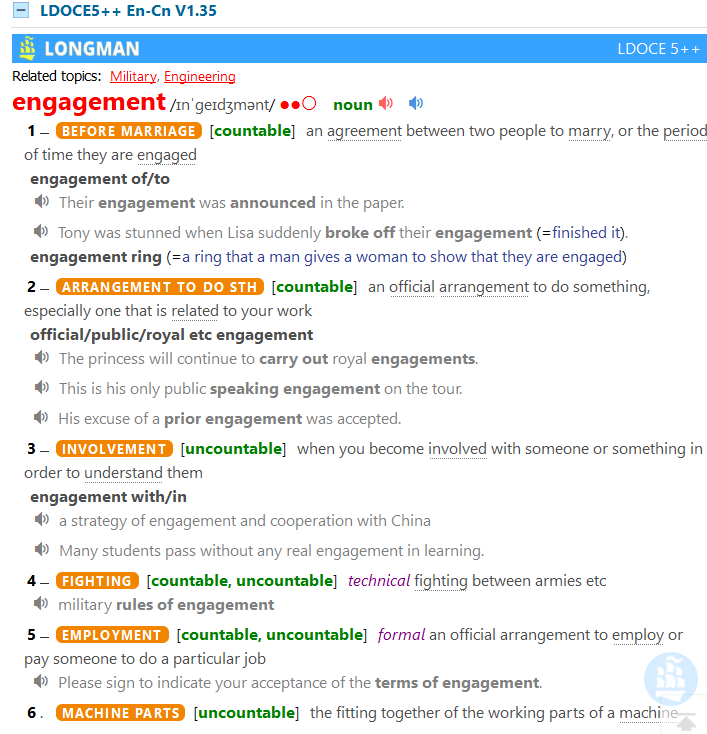 LDOCE5++ En-Cn V1.35
LONGMAN LDOCE 5++
Related topics: Military, Engineering
engagement /ɪnˈɡeɪdʒmənt/ ●●○ noun
1 – BEFORE MARRIAGE [countable] an agreement between two people to marry, or the period
of time they are engaged
engagement of/to
Their engagement was announced in the paper.
Tony was stunned when Lisa suddenly broke off their engagement (=finished it).
engagement ring (=a ring that a man gives a woman to show that they are engaged)
2 – ARRANGEMENT TO DO STH [countable] an official arrangement to do something,
especially one that is related to your work
official/public/royal etc engagement
The princess will continue to carry out royal engagements.
This is his only public speaking engagement on the tour.
His excuse of a prior engagement was accepted.
3 – INVOLVEMENT [uncountable] when you become involved with someone or something in
order to understand them
engagement with/in
a strategy of engagement and cooperation with China
Many students pass without any real engagement in learning.
4 – FIGHTING [countable, uncountable] technical fighting between armies etc
military rules of engagement
5 – EMPLOYMENT [countable, uncountable] formal an official arrangement to employ or
pay someone to do a particular job
Please sign to indicate your acceptance of the terms of engagement.
6 . MACHINE PARTS [uncountable] the fitting together of the working parts of a machine